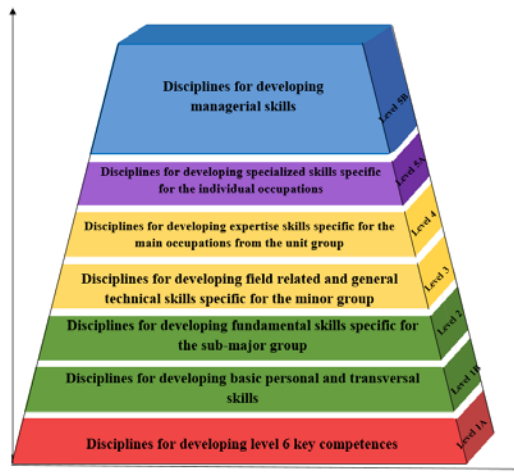 Disciplines for developing
managerial skills
Level 5B
Disciplines for developing specialized skills specific
for the individual occupations
Level 5A
Disciplines for developing expertise skills specific for the
main occupations from the unit group
Level 4
Disciplines for developing field related and general
technical skills specific for the minor group
Level 3
Disciplines for developing fundamental skills specific for
the sub-major group
Level 2
Disciplines for developing basic personal and transversal
skills
Level 1B
Disciplines for developing level 6 key competences
Level 1A